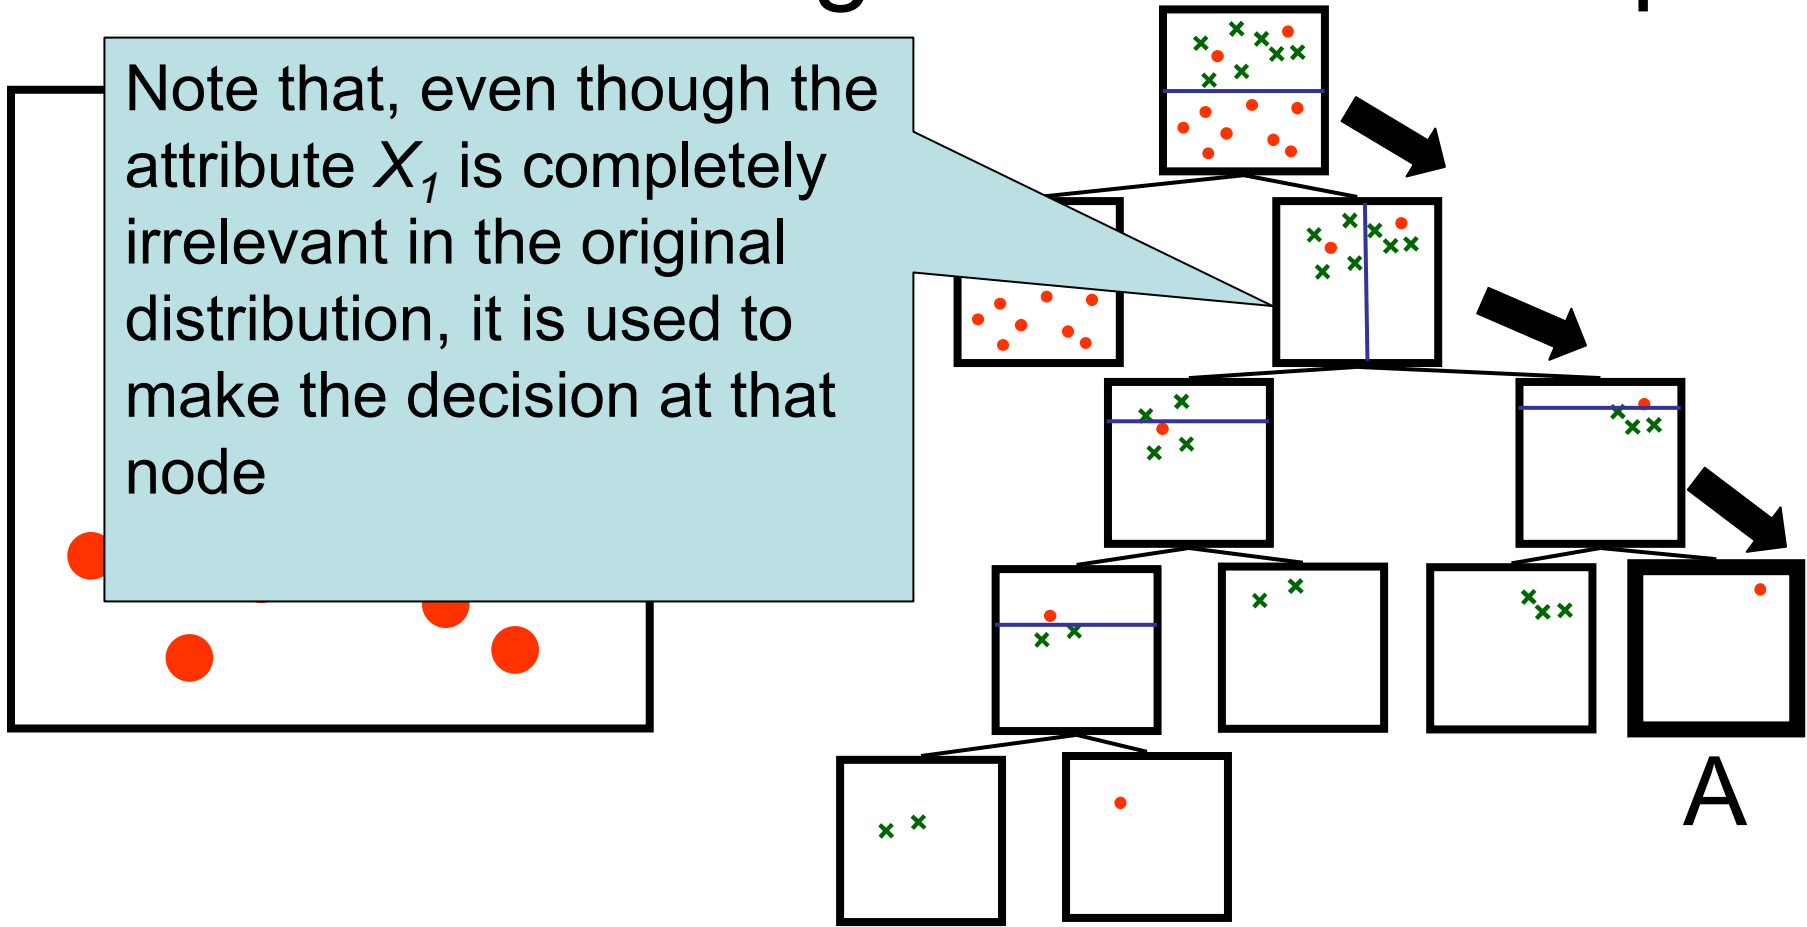 Note that, even though the
attribute X₁ is completely
irrelevant in the original
distribution, it is used to
make the decision at that
node
A